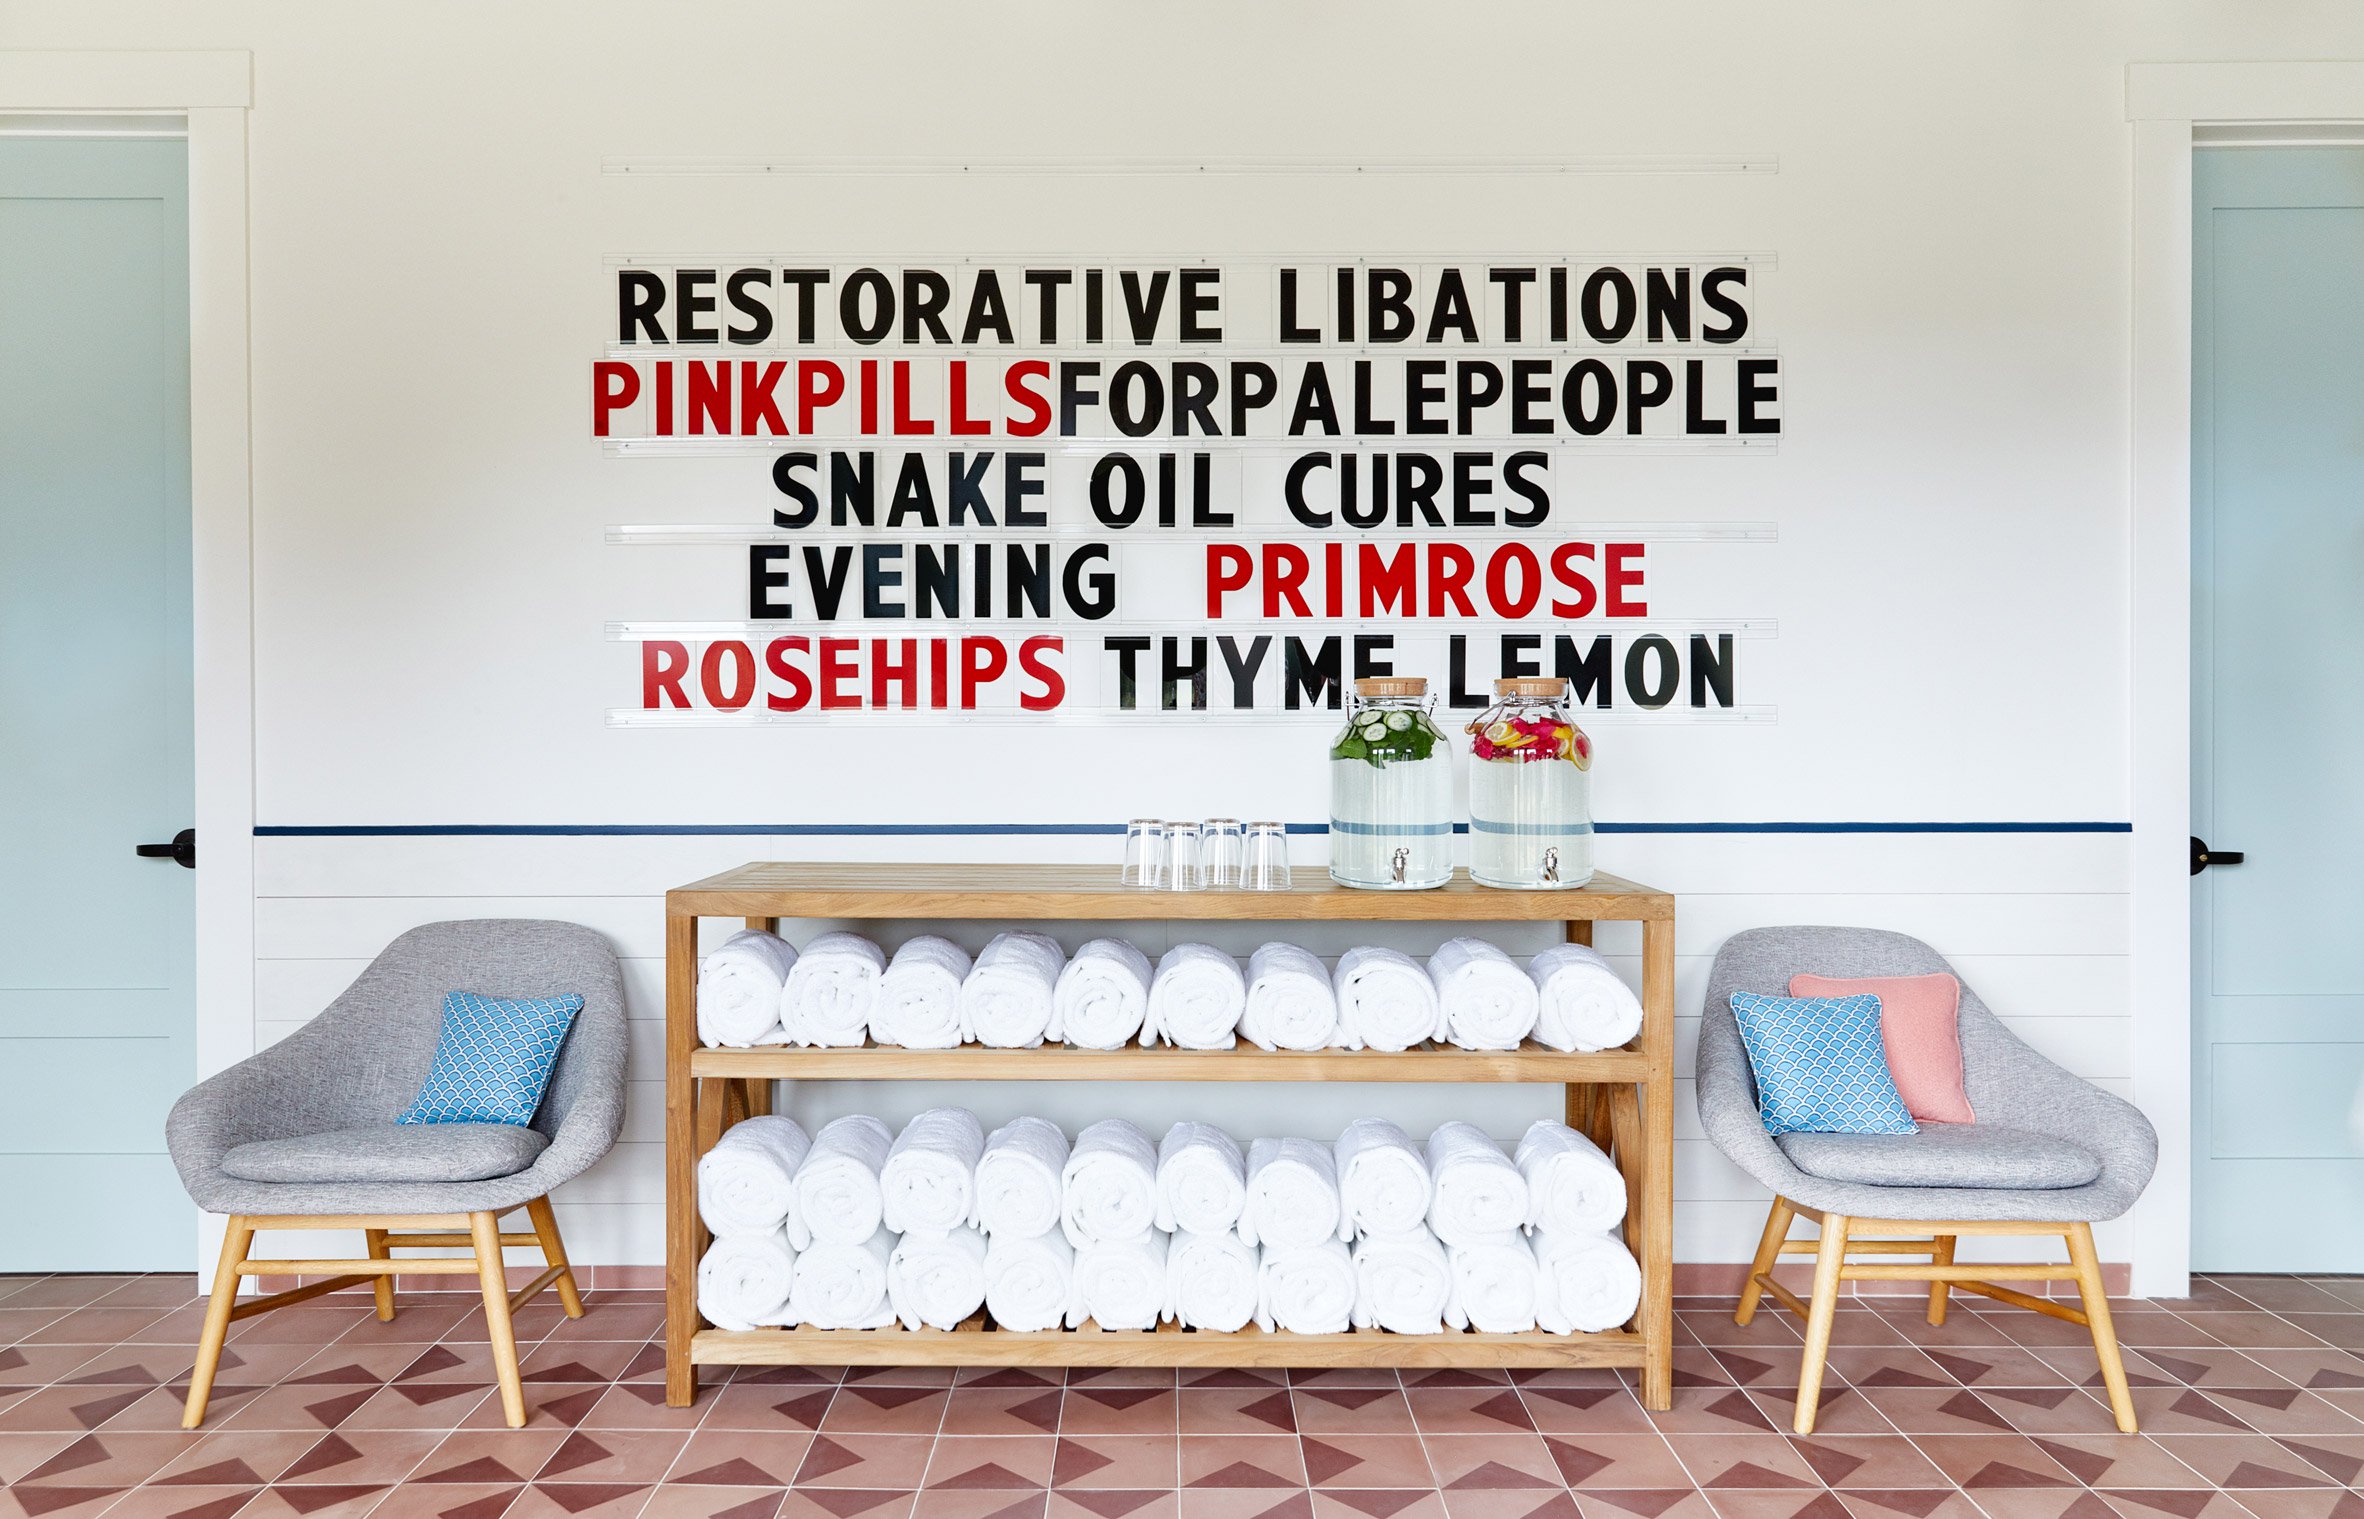 RESTORATIVE LIBATIONS
PINKPILLSFORPALEPEOPLE
SNAKE OIL CURES
EVENING PRIMROSE
ROSEHIPS THYME LEMON